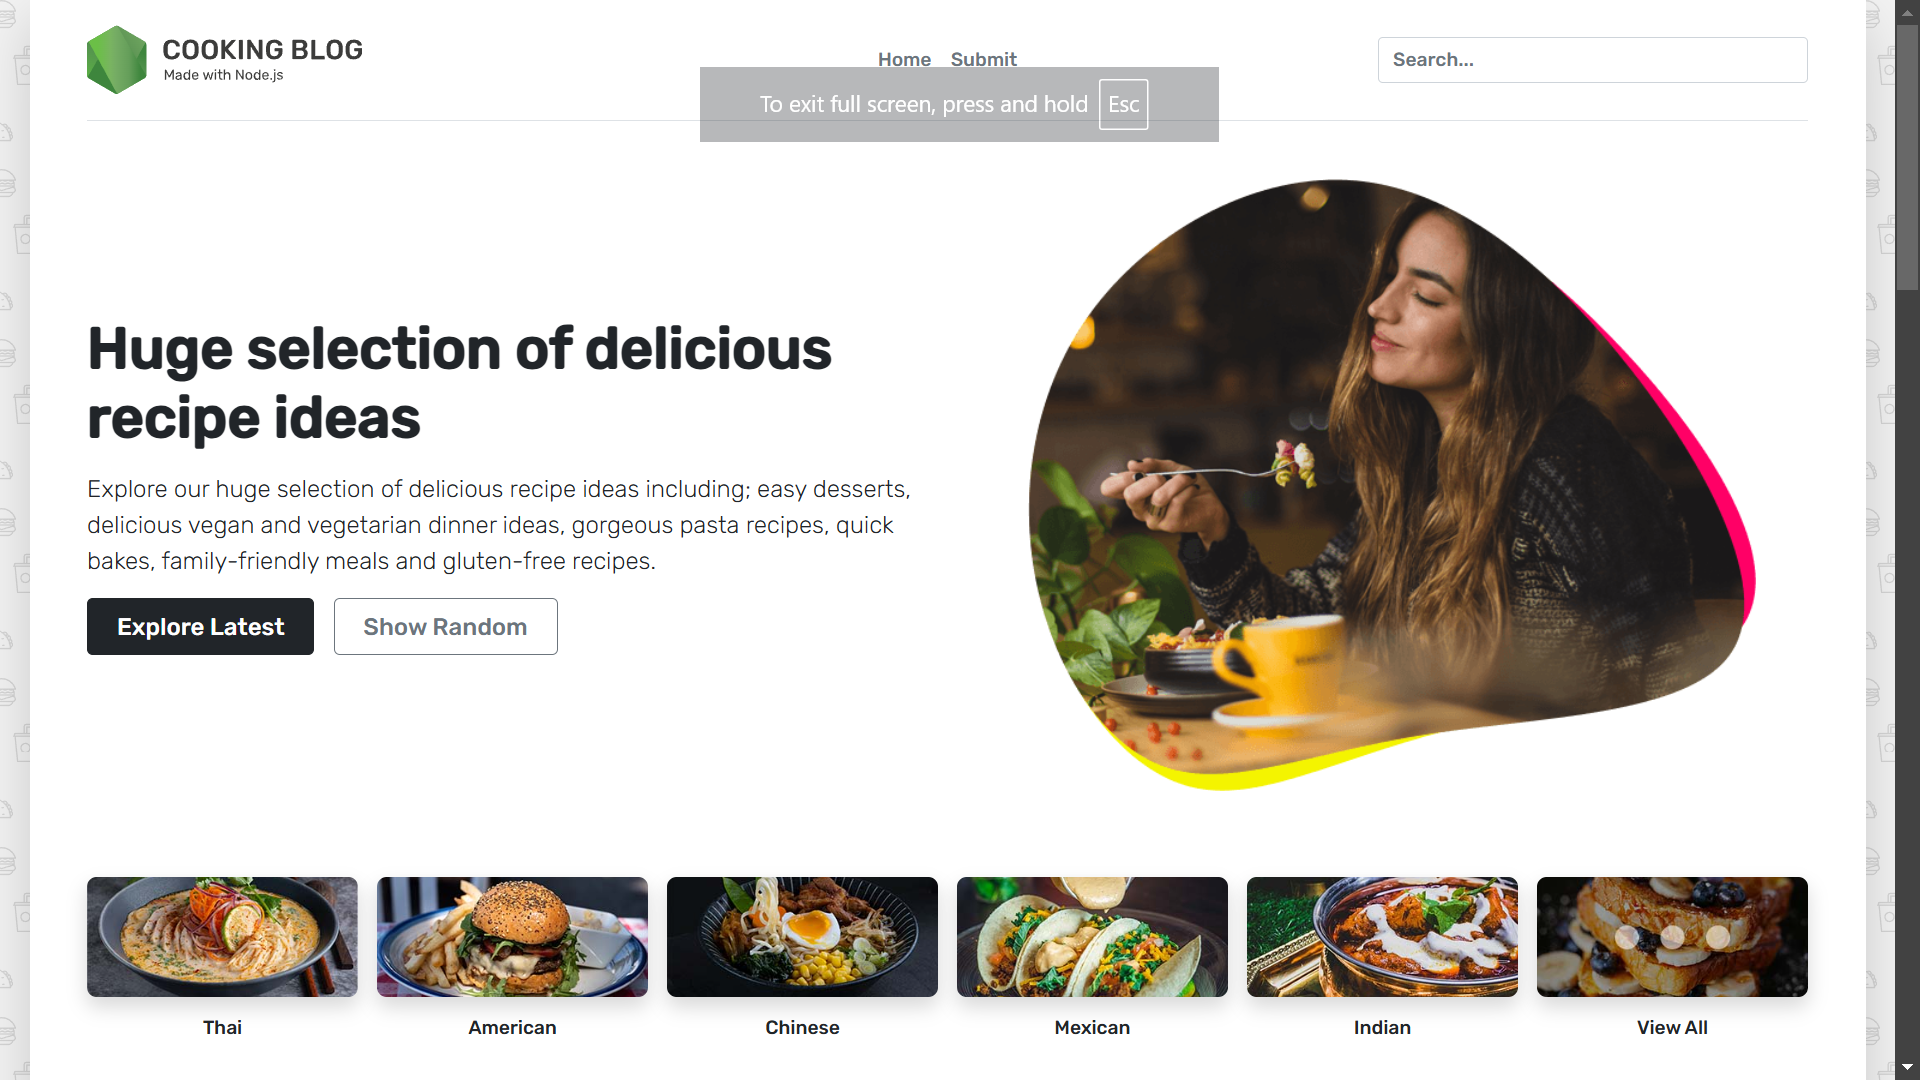 COOKING BLOG
Made with Node.js
Home Submit
Search...
To exit full screen, press and hold Esc
Huge selection of delicious
recipe ideas
Explore our huge selection of delicious recipe ideas including; easy desserts,
delicious vegan and vegetarian dinner ideas, gorgeous pasta recipes, quick
bakes, family-friendly meals and gluten-free recipes.
Explore Latest Show Random
Thai American Chinese Mexican Indian View All